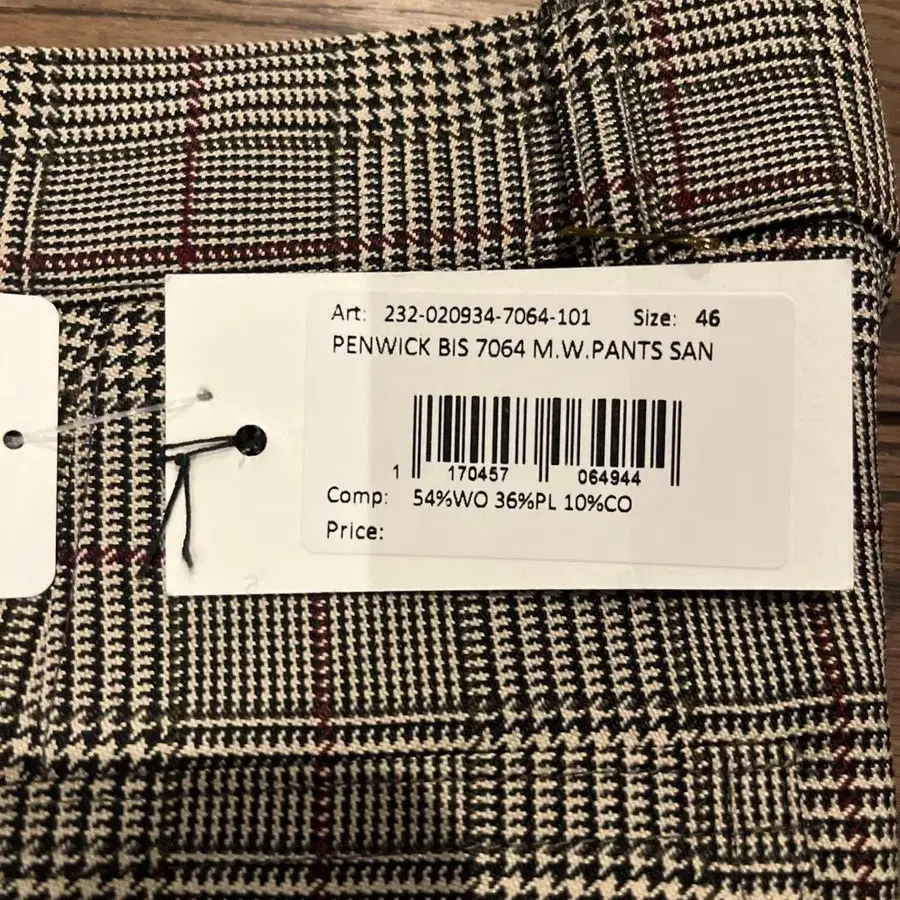 Art: 232-020934-7064-101 Size: 46
PENWICK BIS 7064 M.W.PANTS SAN
1 170457 064944
Comp: 54%WO 36%PL 10%CO
Price: